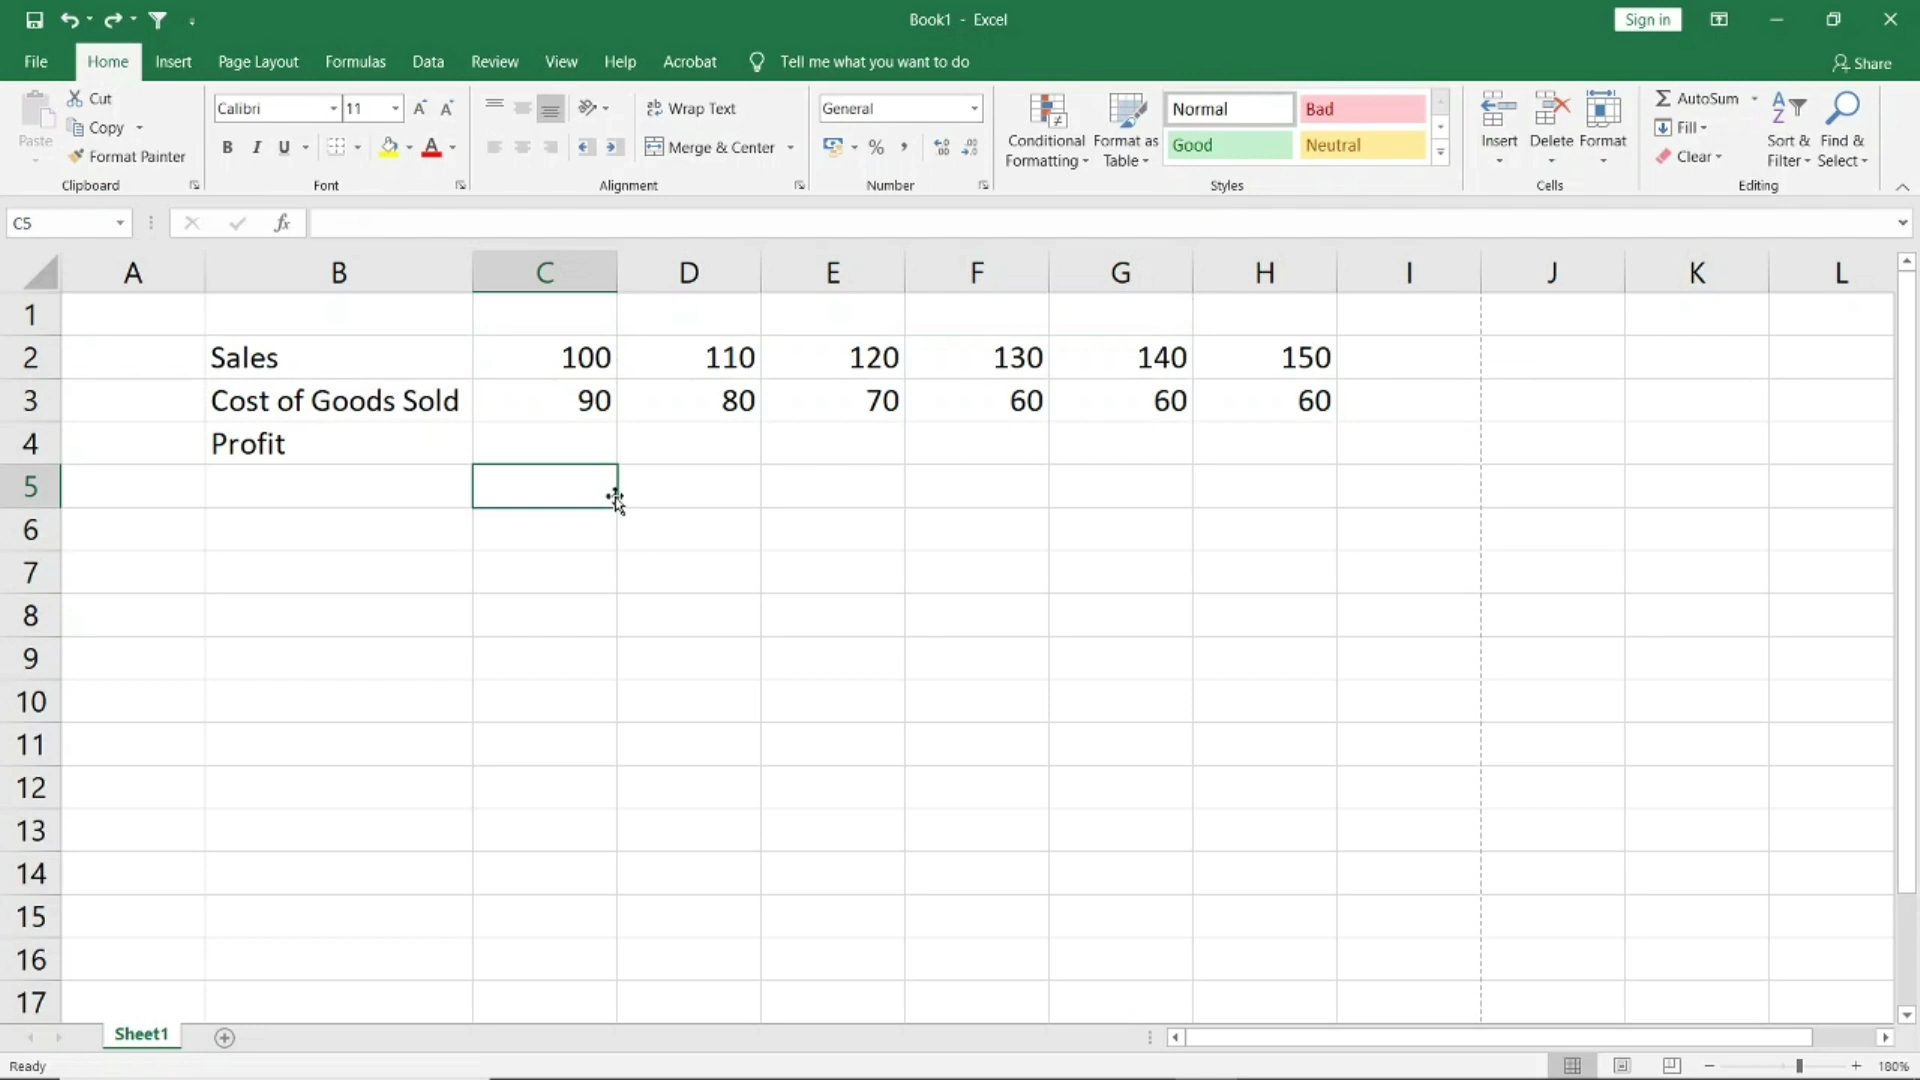 Book1 - Excel
Sign in
File Home Insert Page Layout Formulas Data Review View Help Acrobat Tell me what you want to do
Share
Paste
Cut
Copy
Format Painter
Clipboard
Calibri 11 A A
B I U A
Font
ab Wrap Text
Merge & Center
Alignment
General
% ,
Number
Conditional Formatting
Format as Table
Normal Bad
Good Neutral
Styles
Insert Delete Format
Cells
Σ AutoSum
Fill
Clear
Sort & Filter
Find & Select
Editing
C5 fx
A B C D E F G H I J K L
1
2 Sales 100 110 120 130 140 150
3 Cost of Goods Sold 90 80 70 60 60 60
4 Profit
5
6
7
8
9
10
11
12
13
14
15
16
17
Sheet1
Ready
180%